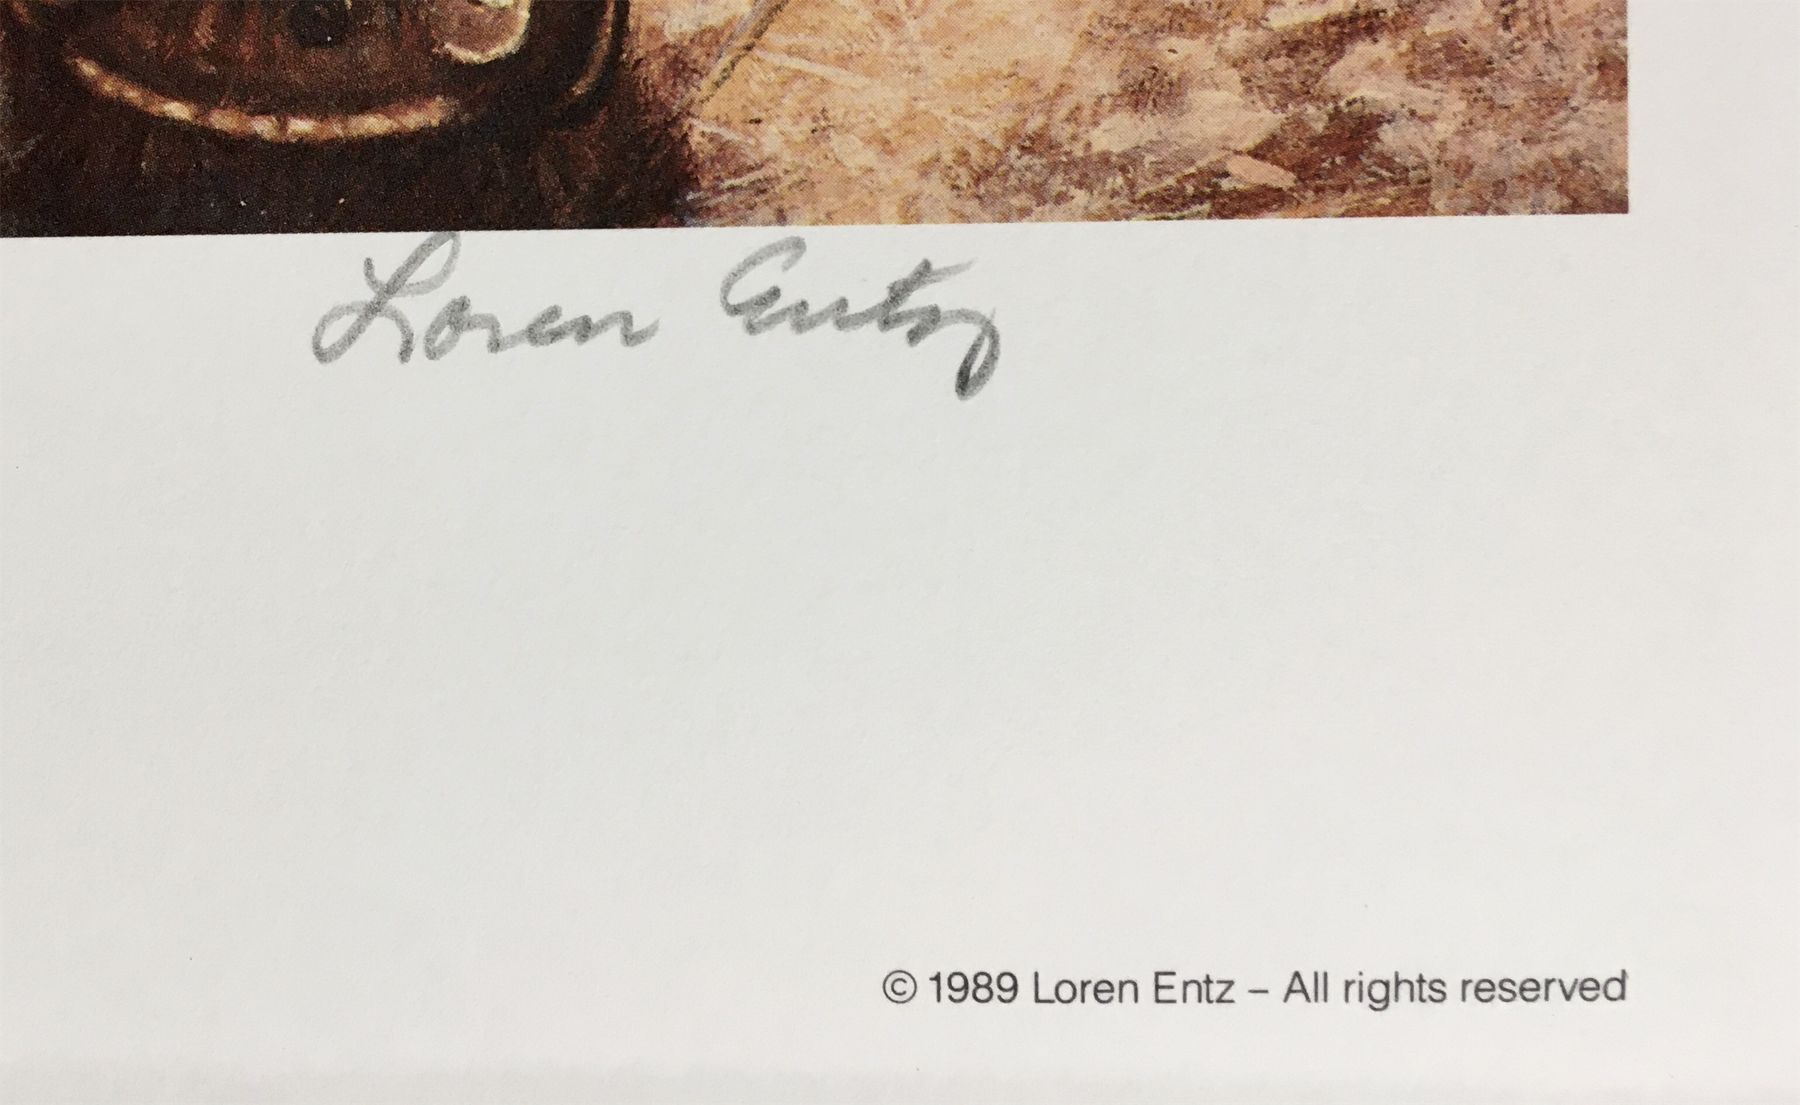 Loren Entz
© 1989 Loren Entz – All rights reserved